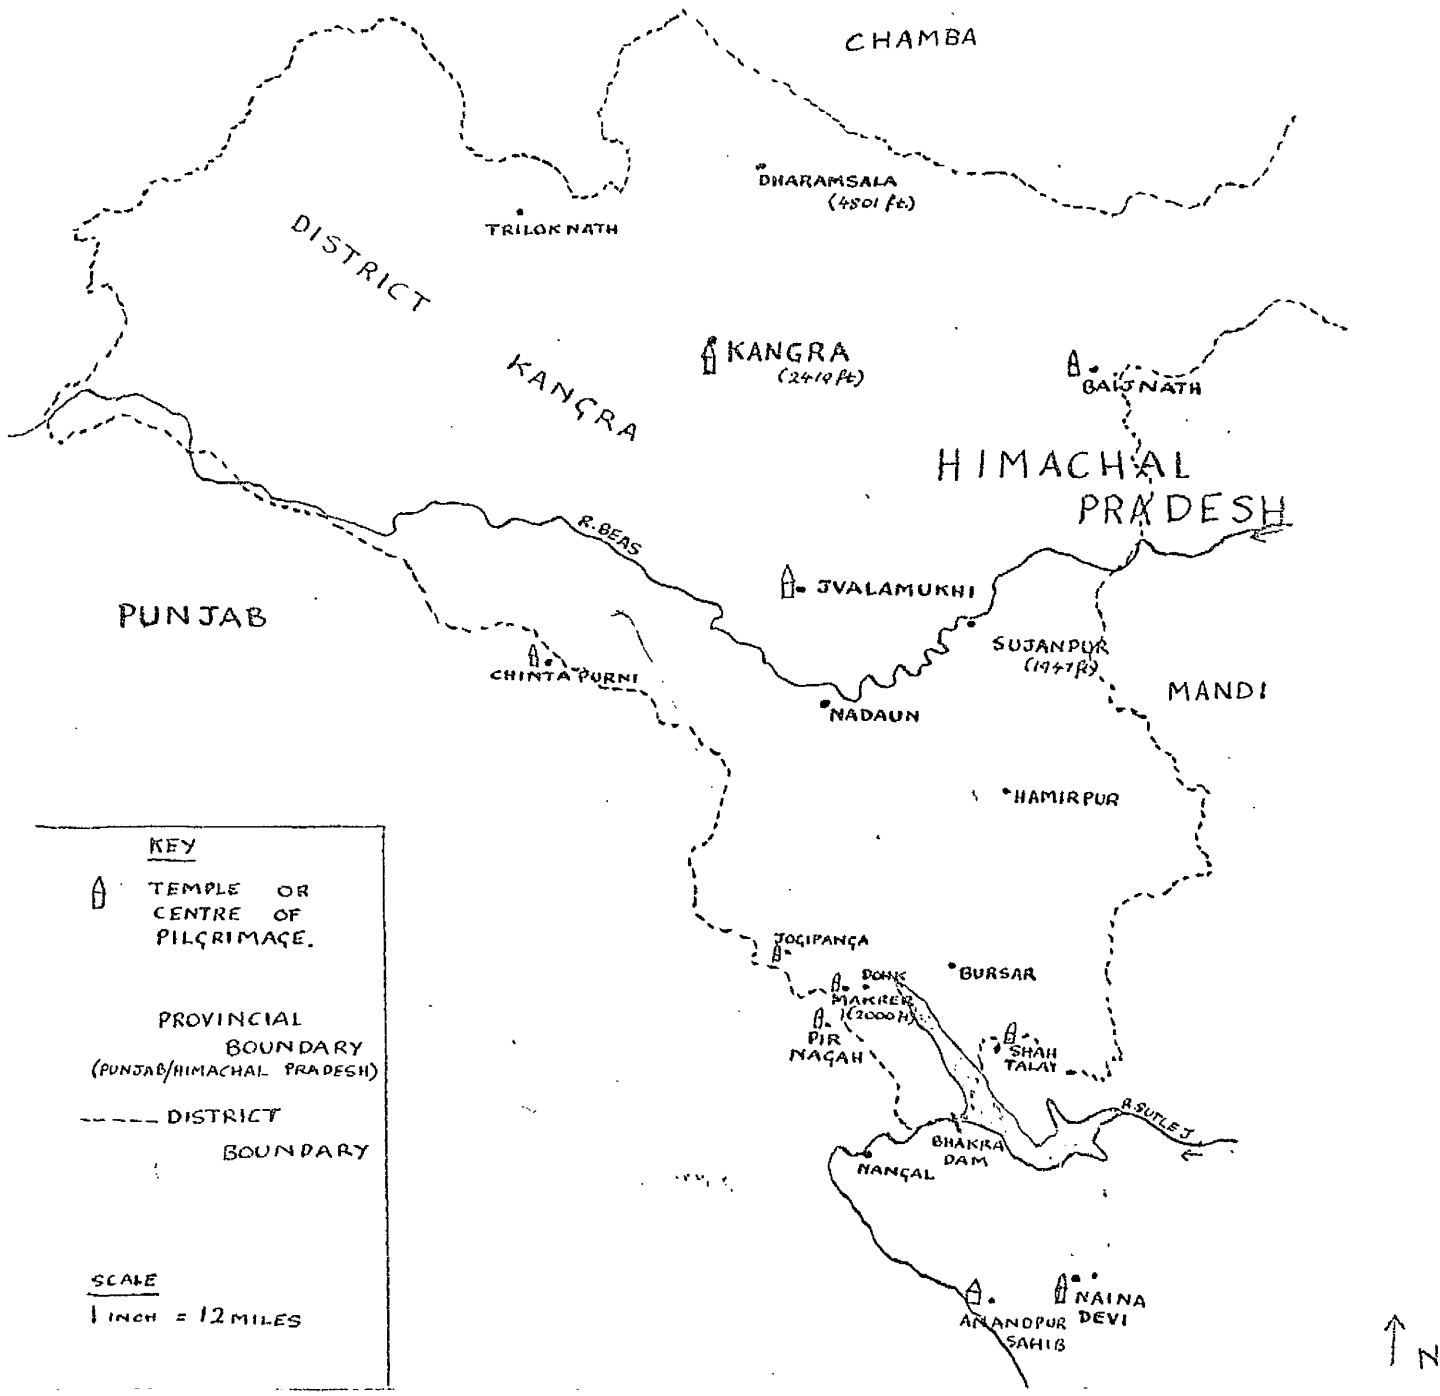 CHAMBA
DHARAMSALA
(4801 ft.)
TRILOKNATH
DISTRICT
KANGRA
KANGRA
(2419 ft)
BAIJNATH
HIMACHAL
PRADESH
R. BEAS
JVALAMUKHI
PUNJAB
SUJANPUR
(1947 ft)
CHINTA PURNI
MANDI
NADAUN
HAMIRPUR
KEY
TEMPLE OR
CENTRE OF
PILGRIMAGE.
PROVINCIAL
BOUNDARY
(PUNJAB/HIMACHAL PRADESH)
DISTRICT
BOUNDARY
SCALE
1 INCH = 12 MILES
JOGIPANGA
BURSAR
MAKRER
(2000 ft)
PIR
NAGAH
SHAH
TALAY
R. SUTLEJ
BHAKRA
DAM
NANGAL
NAINA
DEVI
ANANDPUR
SAHIB
N